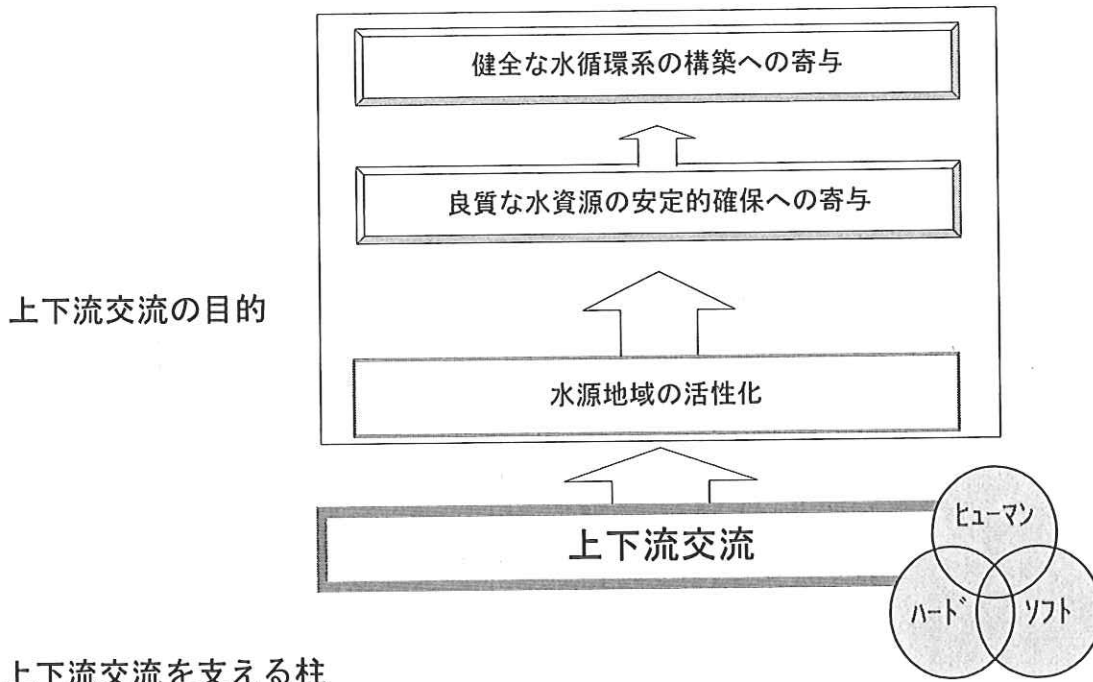 健全な水循環系の構築への寄与
良質な水資源の安定的確保への寄与
上下流交流の目的
水源地域の活性化
上下流交流
ヒューマン
ハード
ソフト
上下流交流を支える柱